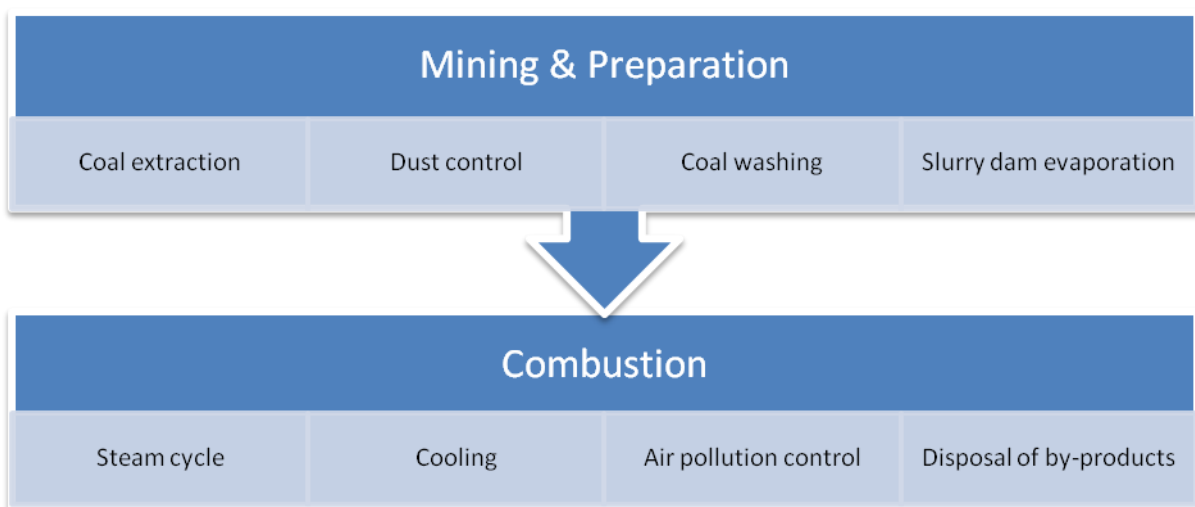 Mining & Preparation
Coal extraction
Dust control
Coal washing
Slurry dam evaporation
Combustion
Steam cycle
Cooling
Air pollution control
Disposal of by-products